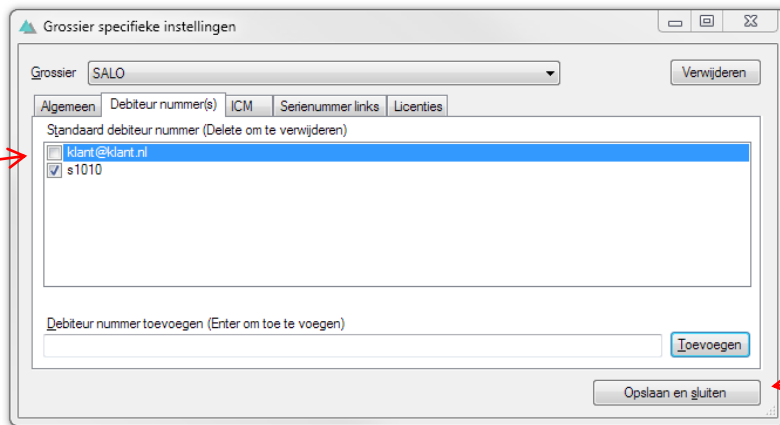 Grossier specifieke instellingen
Grossier SALO Verwijderen
Algemeen Debiteur nummer(s) ICM Serienummer links Licenties
Standaard debiteur nummer (Delete om te verwijderen)
klant@klant.nl
s1010
Debiteur nummer toevoegen (Enter om toe te voegen)
Toevoegen
Opslaan en sluiten